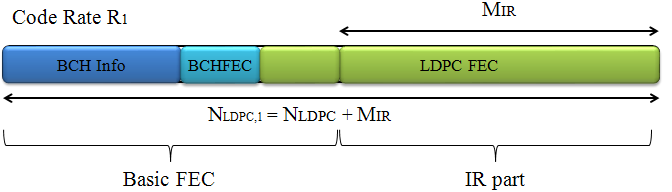 Code Rate R1
MIR
BCH Info BCHFEC LDPC FEC
NLDPC,1 = NLDPC + MIR
Basic FEC IR part